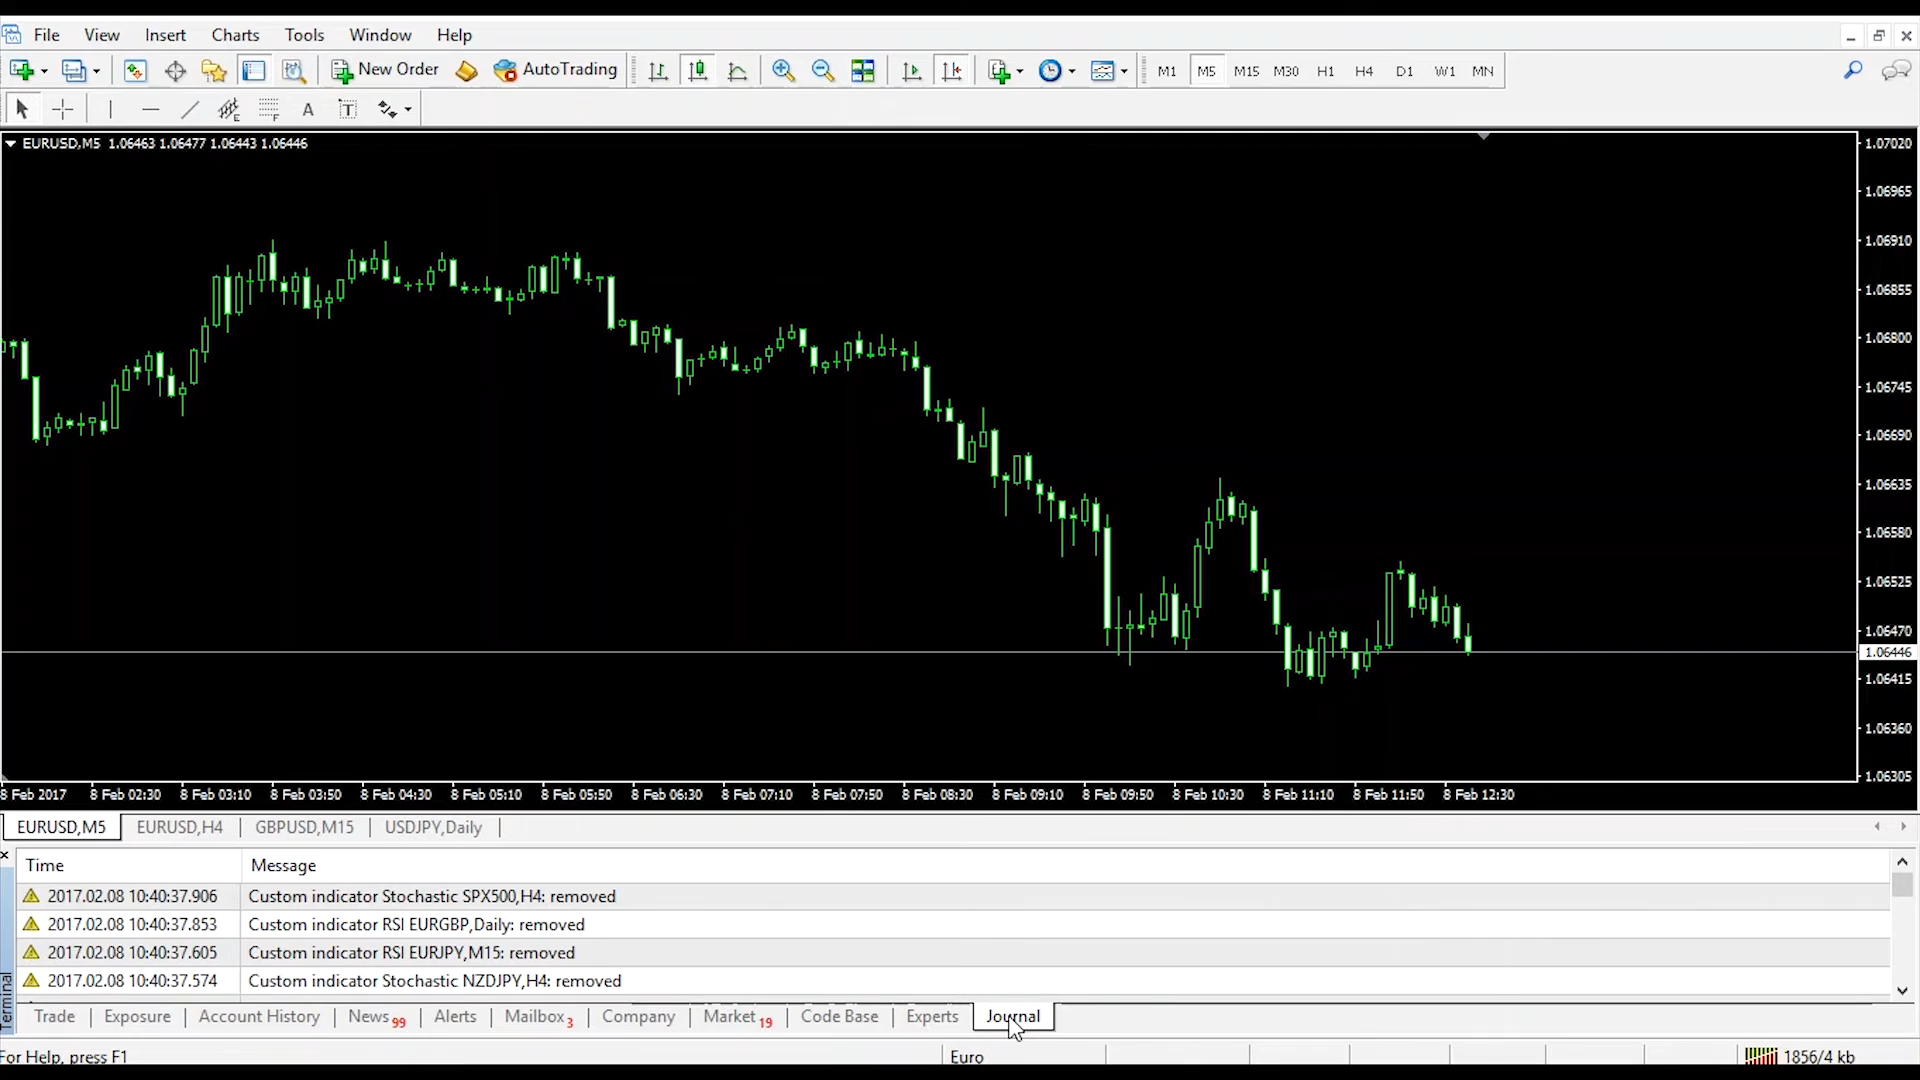 File View Insert Charts Tools Window Help
New Order AutoTrading M1 M5 M15 M30 H1 H4 D1 W1 MN
E F A T
EURUSD,M5 1.06463 1.06477 1.06443 1.06446
1.07020
1.06965
1.06910
1.06855
1.06800
1.06745
1.06690
1.06635
1.06580
1.06525
1.06470
1.06446
1.06415
1.06360
1.06305
8 Feb 2017 8 Feb 02:30 8 Feb 03:10 8 Feb 03:50 8 Feb 04:30 8 Feb 05:10 8 Feb 05:50 8 Feb 06:30 8 Feb 07:10 8 Feb 07:50 8 Feb 08:30 8 Feb 09:10 8 Feb 09:50 8 Feb 10:30 8 Feb 11:10 8 Feb 11:50 8 Feb 12:30
EURUSD,M5 EURUSD,H4 GBPUSD,M15 USDJPY,Daily
Time Message
2017.02.08 10:40:37.906 Custom indicator Stochastic SPX500,H4: removed
2017.02.08 10:40:37.853 Custom indicator RSI EURGBP,Daily: removed
2017.02.08 10:40:37.605 Custom indicator RSI EURJPY,M15: removed
2017.02.08 10:40:37.574 Custom indicator Stochastic NZDJPY,H4: removed
Terminal
Trade Exposure Account History News 99 Alerts Mailbox 3 Company Market 19 Code Base Experts Journal
For Help, press F1 Euro 1856/4 kb